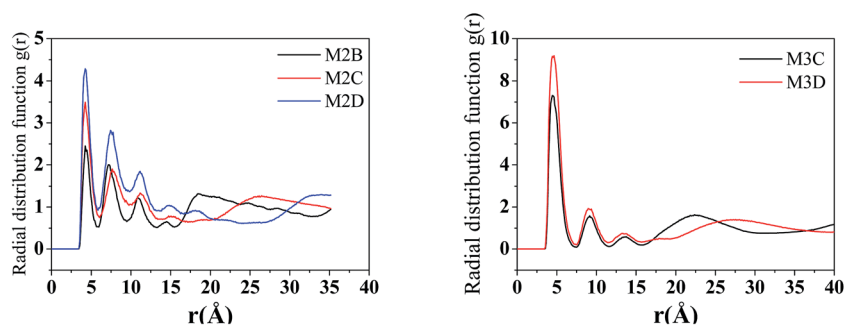 Radial distribution function g(r)
5
4
3
2
1
0
M2B
M2C
M2D
0 5 10 15 20 25 30 35 40
r(Å)
Radial distribution function g(r)
10
8
6
4
2
0
M3C
M3D
0 5 10 15 20 25 30 35 40
r(Å)